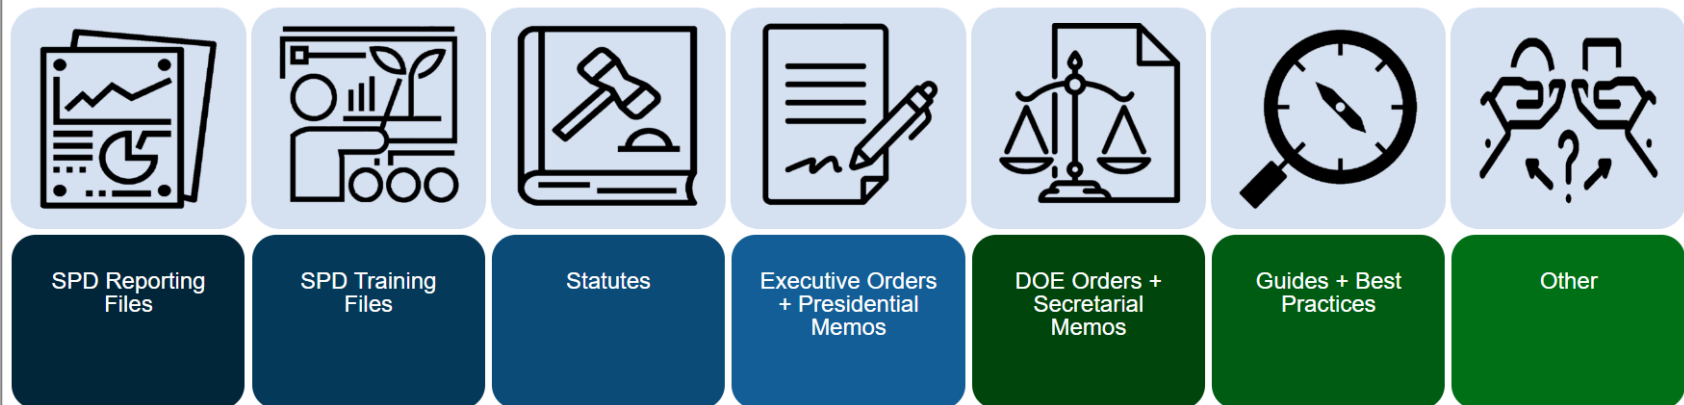 SPD Reporting
Files
SPD Training
Files
Statutes
Executive Orders
+ Presidential
Memos
DOE Orders +
Secretarial
Memos
Guides + Best
Practices
Other